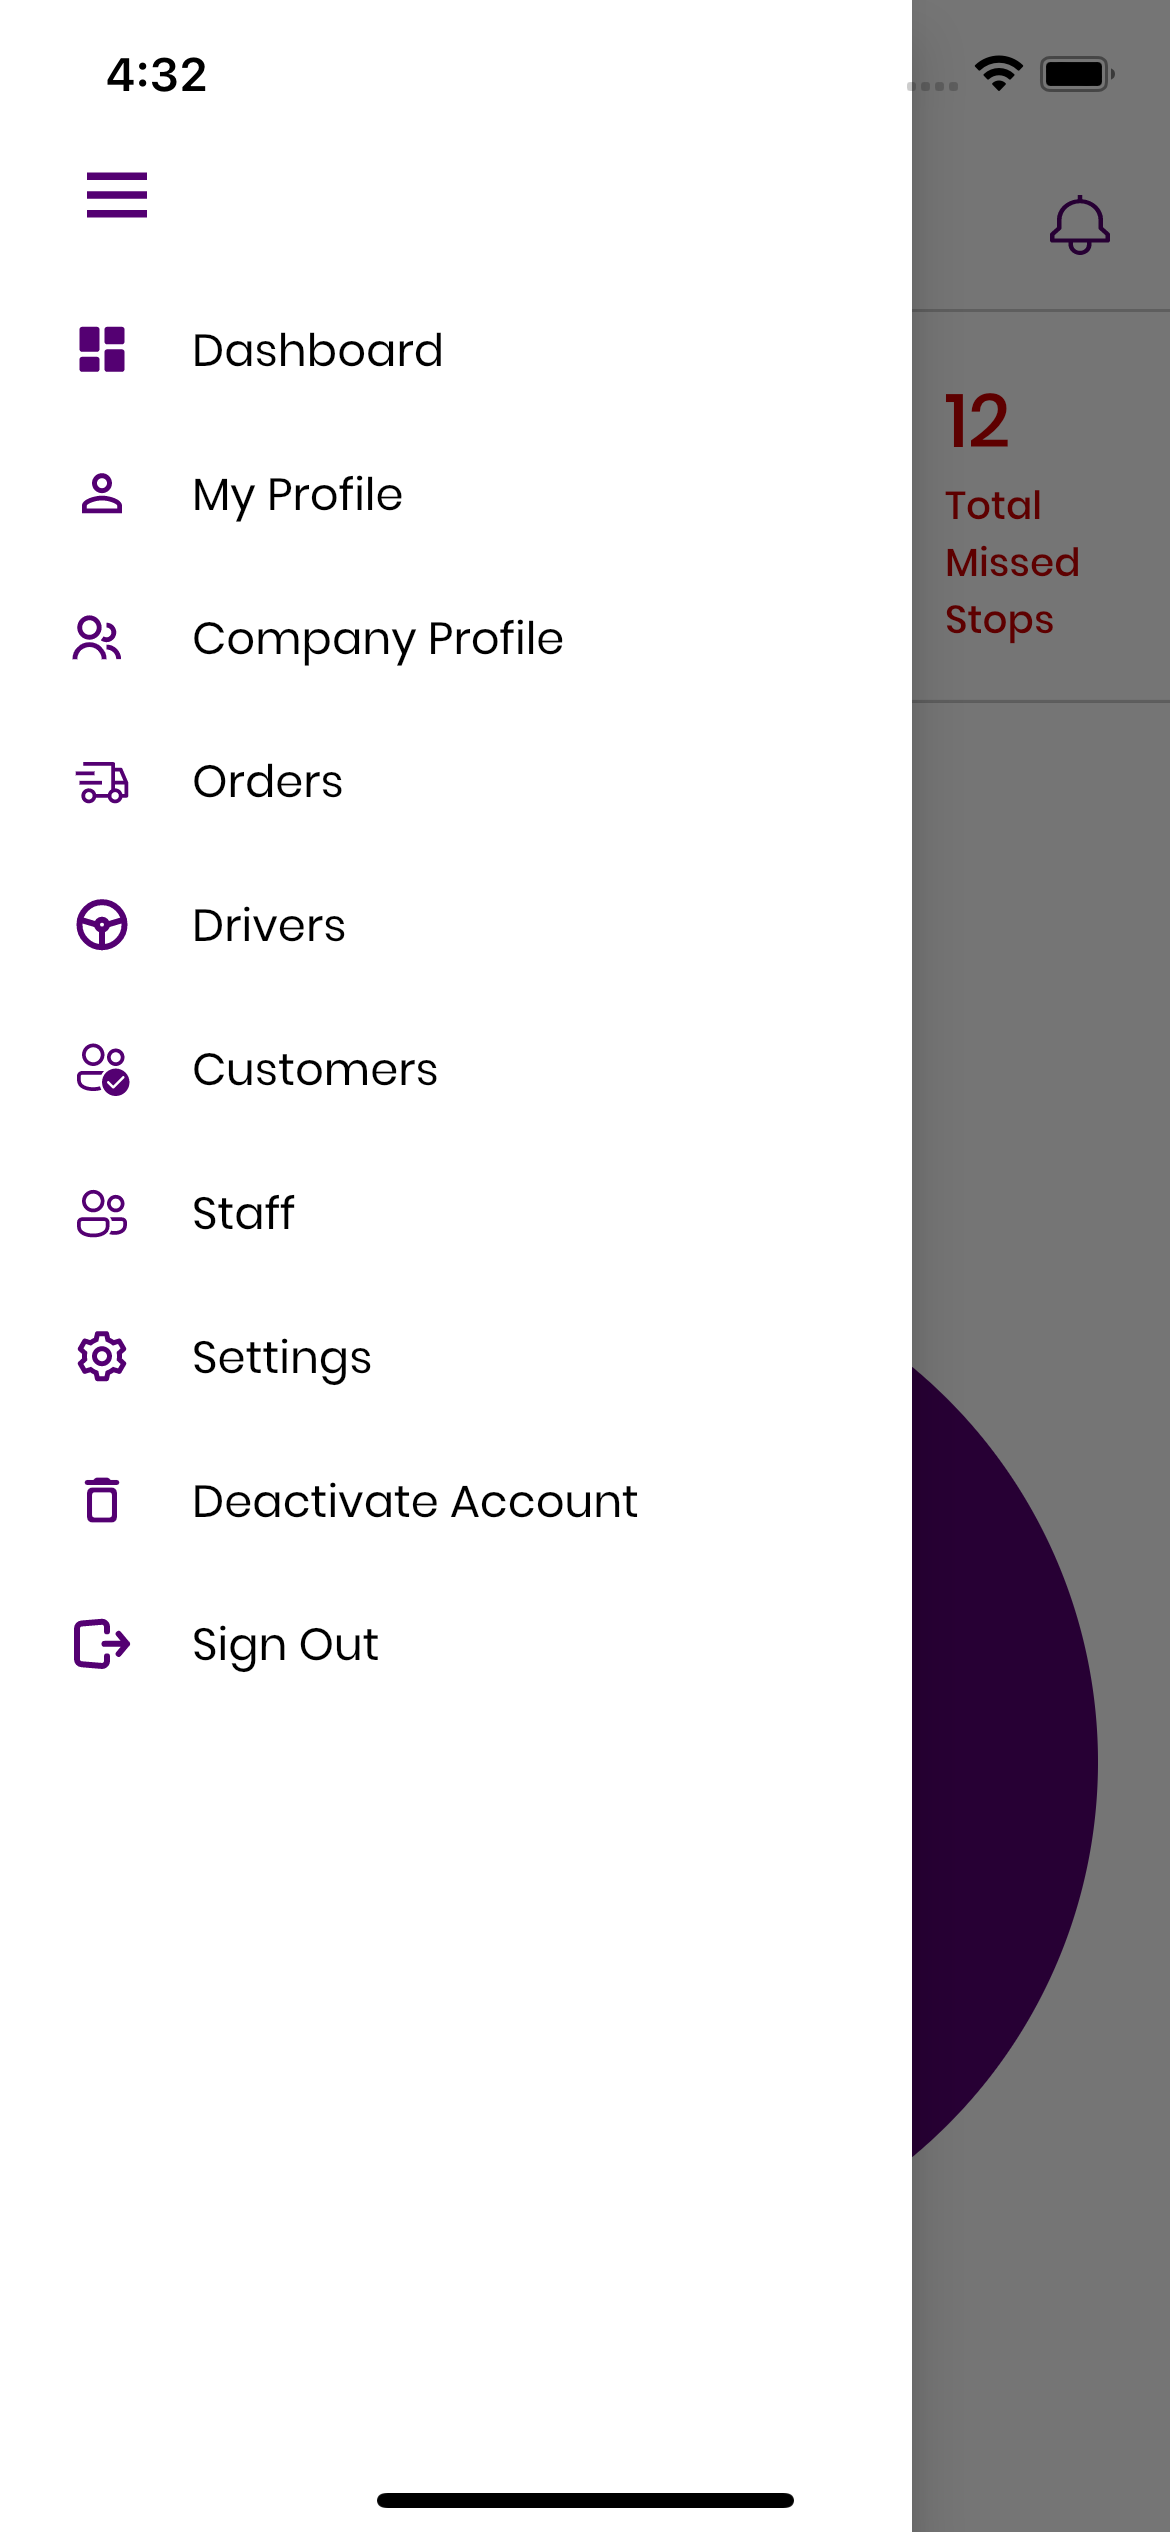 4:32
Dashboard
My Profile
Company Profile
Orders
Drivers
Customers
Staff
Settings
Deactivate Account
Sign Out
12
Total
Missed
Stops